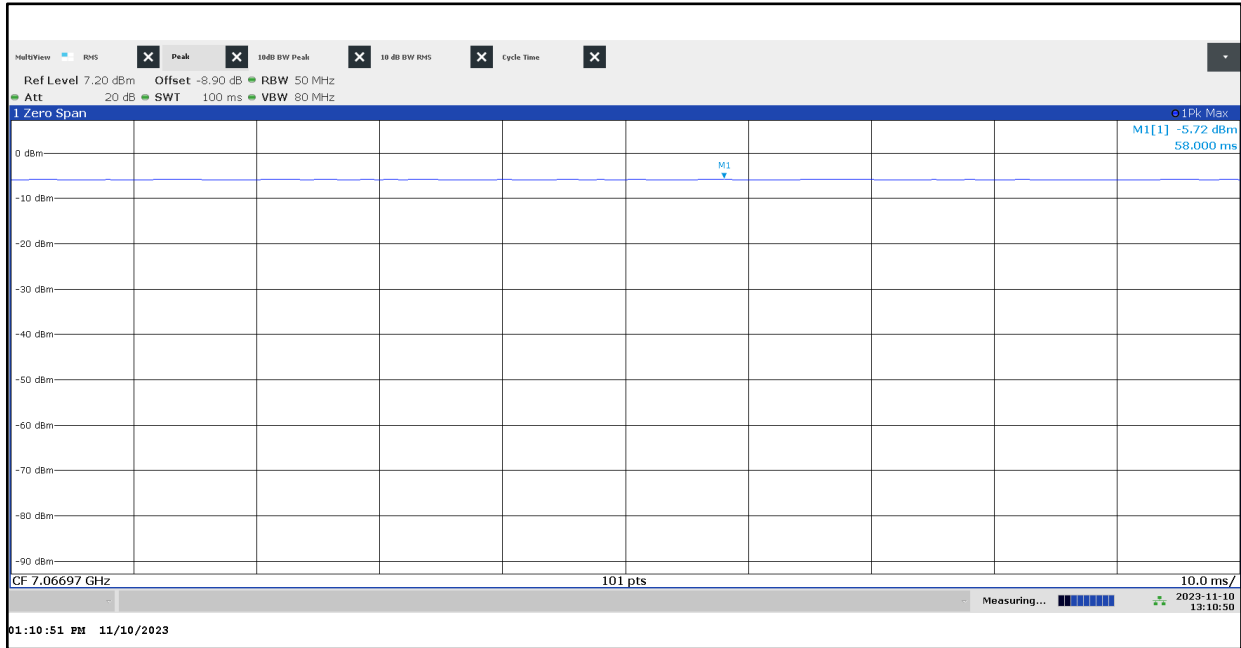 MultiView RMS Peak 10dB BW Peak 10 dB BW RMS Cycle Time
Ref Level 7.20 dBm Offset -8.90 dB RBW 50 MHz
Att 20 dB SWT 100 ms VBW 80 MHz
1 Zero Span 1Pk Max
M1[1] -5.72 dBm
58.000 ms
0 dBm
M1
-10 dBm
-20 dBm
-30 dBm
-40 dBm
-50 dBm
-60 dBm
-70 dBm
-80 dBm
-90 dBm
CF 7.06697 GHz 101 pts 10.0 ms/
Measuring... 2023-11-10
13:10:50
01:10:51 PM 11/10/2023